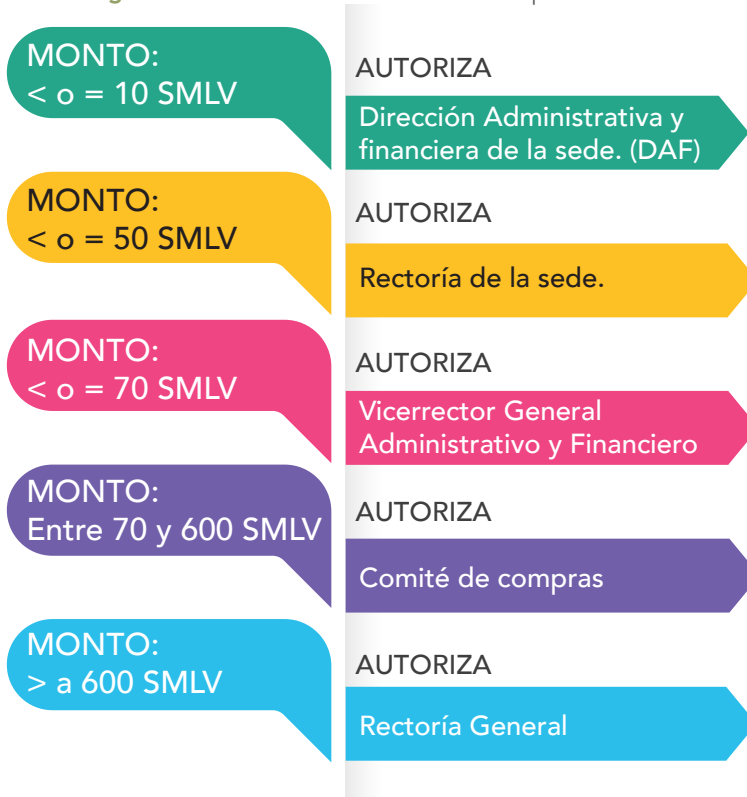 MONTO:
< o = 10 SMLV
AUTORIZA
Dirección Administrativa y
financiera de la sede. (DAF)
MONTO:
< o = 50 SMLV
AUTORIZA
Rectoría de la sede.
MONTO:
< o = 70 SMLV
AUTORIZA
Vicerrector General
Administrativo y Financiero
MONTO:
Entre 70 y 600 SMLV
AUTORIZA
Comité de compras
MONTO:
> a 600 SMLV
AUTORIZA
Rectoría General